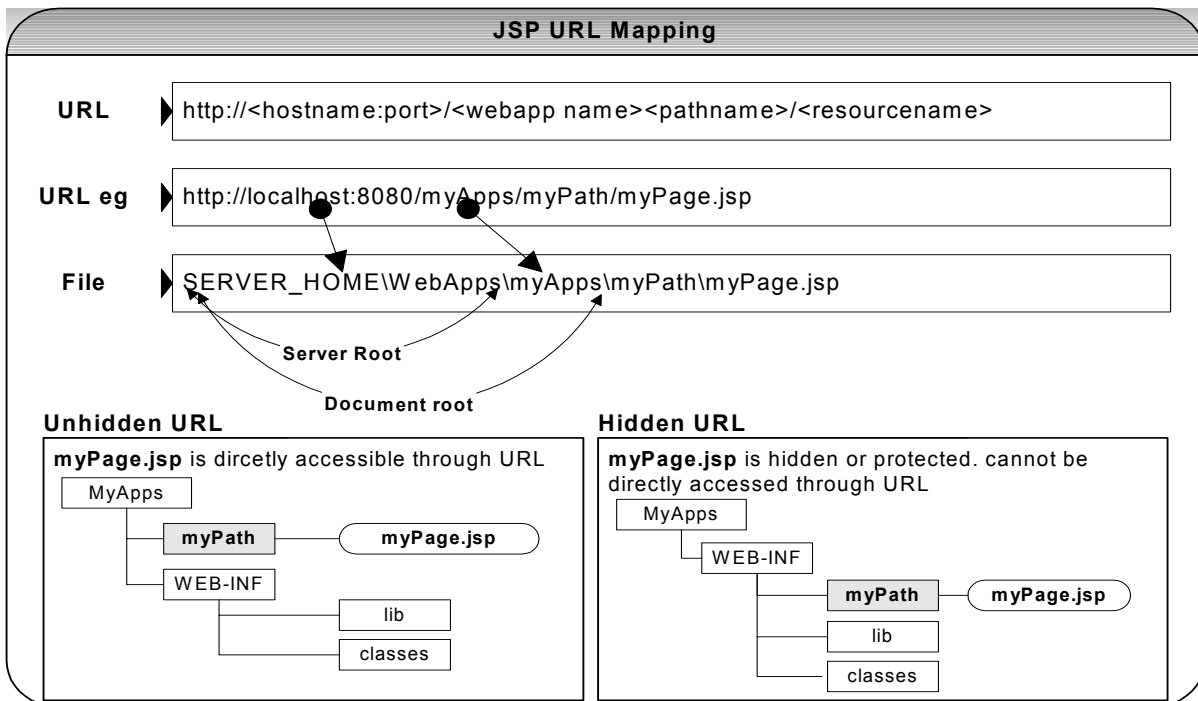 JSP URL Mapping
URL
http://<hostname:port>/<webapp name><pathname>/<resourcename>
URL eg
http://localhost:8080/myApps/myPath/myPage.jsp
File
SERVER_HOME\WebApps\myApps\myPath\myPage.jsp
Server Root
Document root
Unhidden URL
myPage.jsp is dircetly accessible through URL
MyApps
myPath
myPage.jsp
WEB-INF
lib
classes
Hidden URL
myPage.jsp is hidden or protected. cannot be
directly accessed through URL
MyApps
WEB-INF
myPath
myPage.jsp
lib
classes